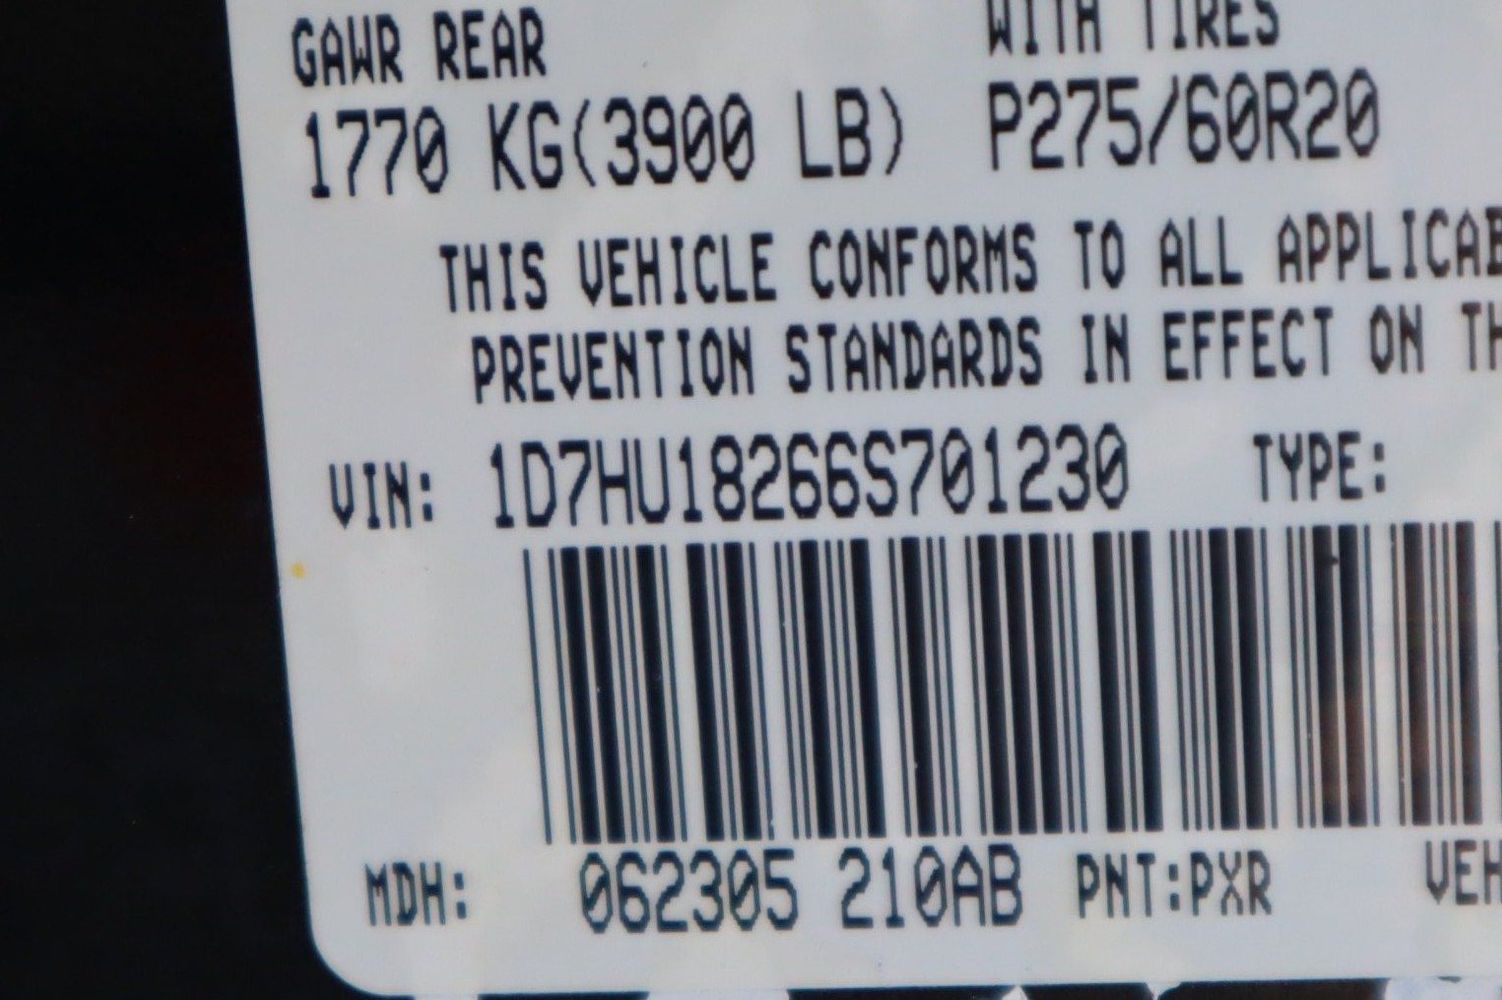 GAWR REAR WITH TIRES
1770 KG(3900 LB) P275/60R20
THIS VEHICLE CONFORMS TO ALL APPLICAB
PREVENTION STANDARDS IN EFFECT ON TH
VIN: 1D7HU18266S701230 TYPE:
MDH: 062305 210AB PNT:PXR VEH